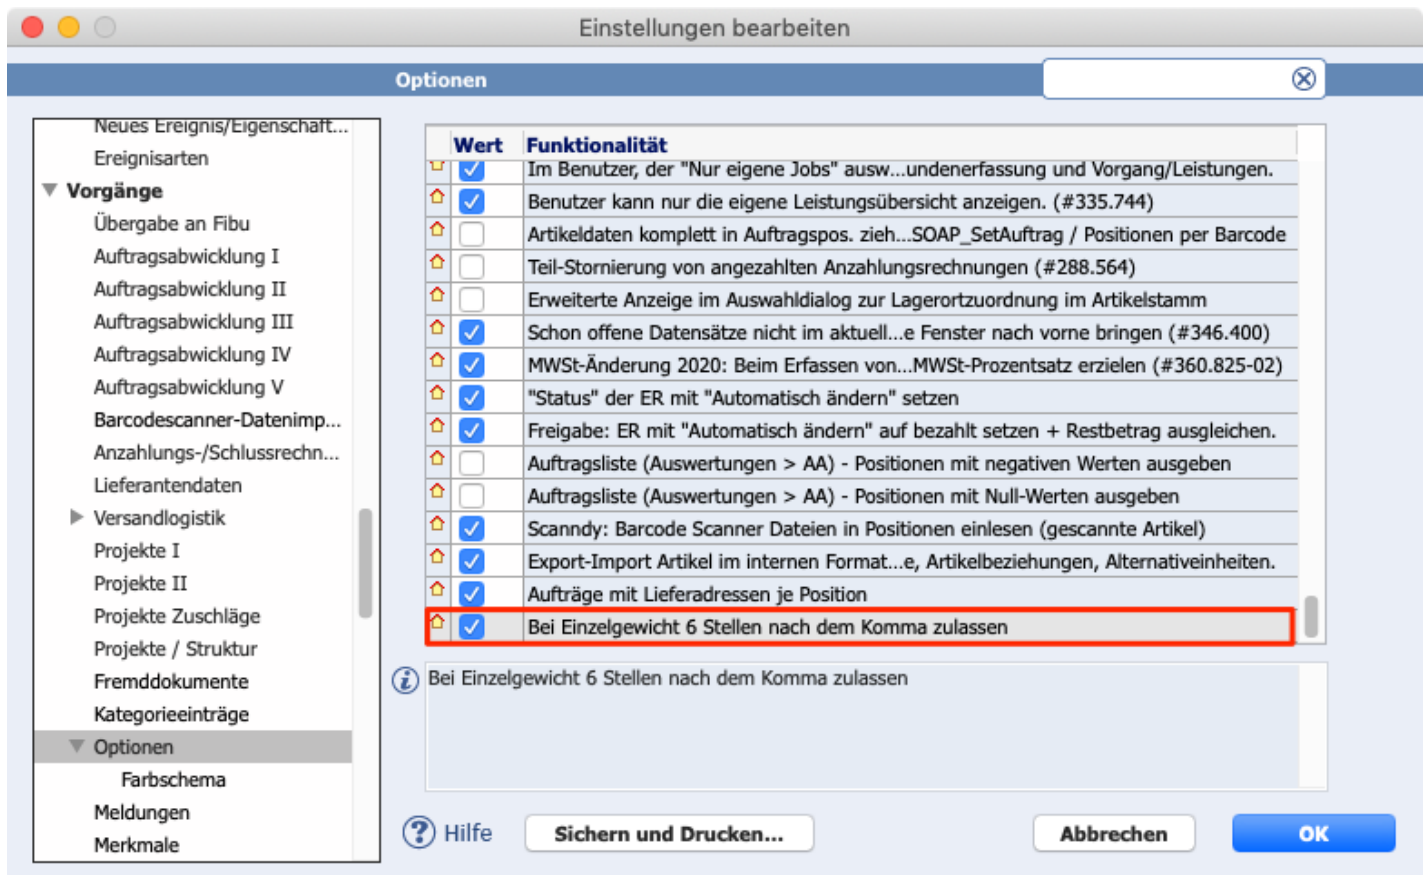 Einstellungen bearbeiten
Optionen
Neues Ereignis/Eigenschaft...
Ereignisarten
Vorgänge
Übergabe an Fibu
Auftragsabwicklung I
Auftragsabwicklung II
Auftragsabwicklung III
Auftragsabwicklung IV
Auftragsabwicklung V
Barcodescanner-Datenimp...
Anzahlungs-/Schlussrechn...
Lieferantendaten
Versandlogistik
Projekte I
Projekte II
Projekte Zuschläge
Projekte / Struktur
Fremddokumente
Kategorieeinträge
Optionen
Farbschema
Meldungen
Merkmale
Wert Funktionalität
Im Benutzer, der "Nur eigene Jobs" ausw...undenerfassung und Vorgang/Leistungen.
Benutzer kann nur die eigene Leistungsübersicht anzeigen. (#335.744)
Artikeldaten komplett in Auftragspos. zieh...SOAP_SetAuftrag / Positionen per Barcode
Teil-Stornierung von angezahlten Anzahlungsrechnungen (#288.564)
Erweiterte Anzeige im Auswahldialog zur Lagerortzuordnung im Artikelstamm
Schon offene Datensätze nicht im aktuell...e Fenster nach vorne bringen (#346.400)
MWSt-Änderung 2020: Beim Erfassen von...MWSt-Prozentsatz erzielen (#360.825-02)
"Status" der ER mit "Automatisch ändern" setzen
Freigabe: ER mit "Automatisch ändern" auf bezahlt setzen + Restbetrag ausgleichen.
Auftragsliste (Auswertungen > AA) - Positionen mit negativen Werten ausgeben
Auftragsliste (Auswertungen > AA) - Positionen mit Null-Werten ausgeben
Scanndy: Barcode Scanner Dateien in Positionen einlesen (gescannte Artikel)
Export-Import Artikel im internen Format...e, Artikelbeziehungen, Alternativeinheiten.
Aufträge mit Lieferadressen je Position
Bei Einzelgewicht 6 Stellen nach dem Komma zulassen
Bei Einzelgewicht 6 Stellen nach dem Komma zulassen
Hilfe
Sichern und Drucken...
Abbrechen
OK